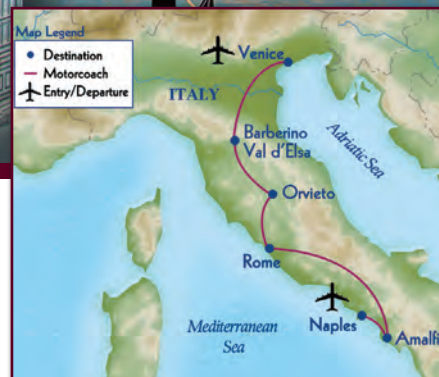 Map Legend
Destination
Motorcoach
Entry/Departure
Venice
ITALY
Barberino
Val d'Elsa
Adriatic Sea
Orvieto
Rome
Naples
Amalfi
Mediterranean
Sea